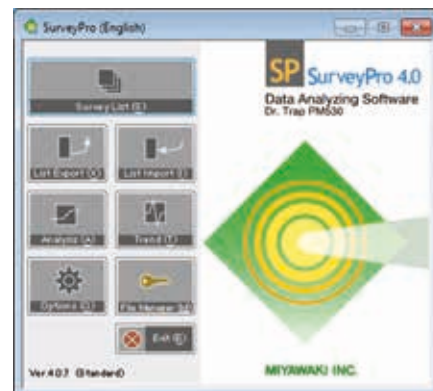 SurveyPro (English)
SP SurveyPro 4.0
Data Analyzing Software
Dr. Trap PM530
Survey List (S)
List Export (X)
List Import (I)
Analysis (A)
Trend (T)
Options (O)
File Manager (M)
Exit (E)
Ver.4.0.? (Standard)
MIYAWAKI INC.